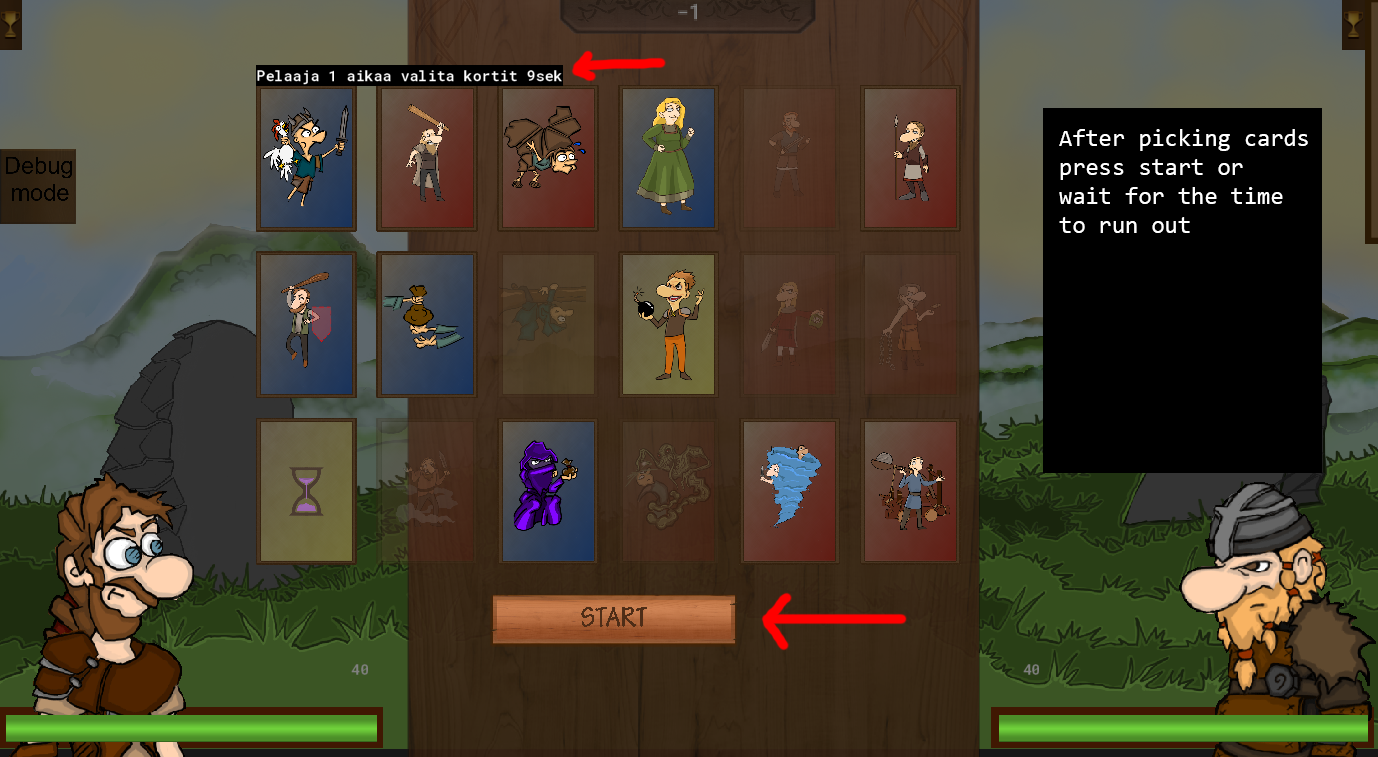 -1
Pelaaja 1 aikaa valita kortit 9sek
Debug
mode
After picking cards
press start or
wait for the time
to run out
START
40
40